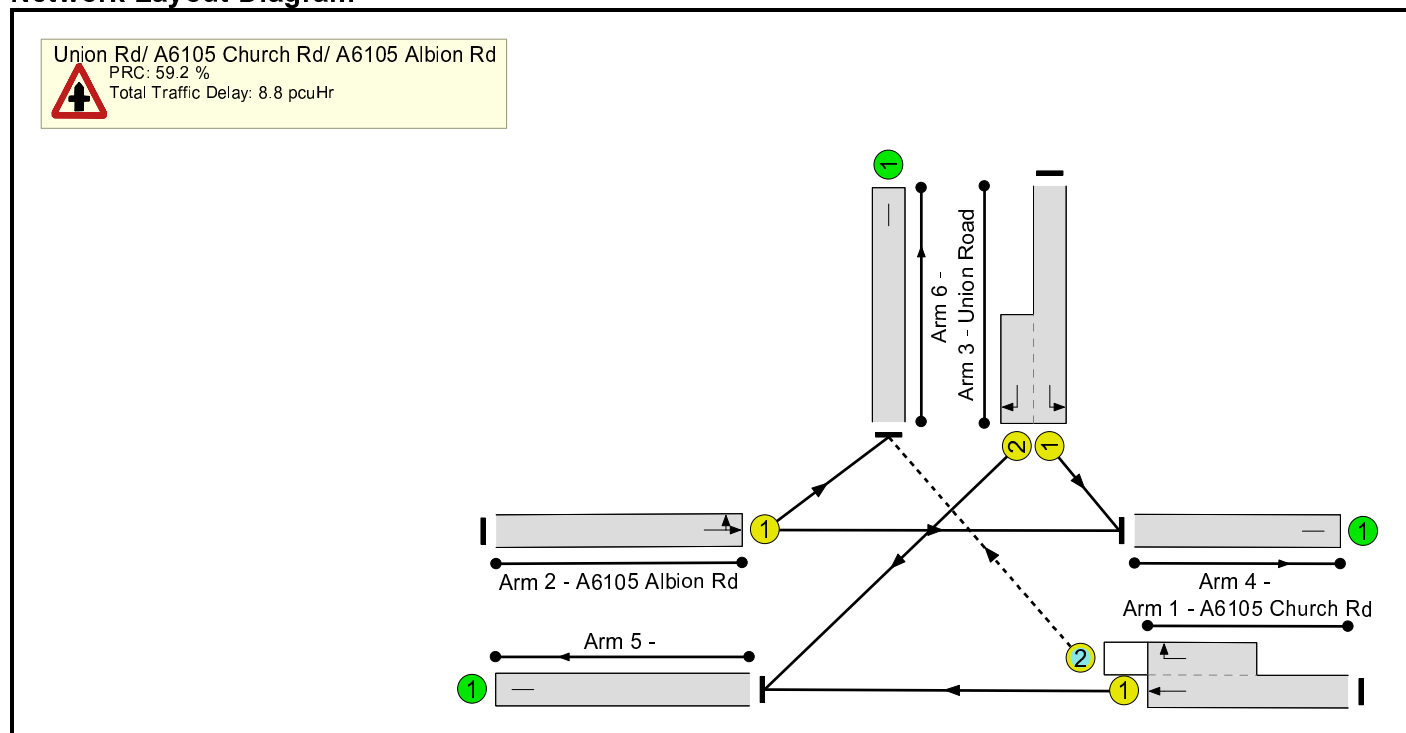 Network Layout Diagram
Union Rd/ A6105 Church Rd/ A6105 Albion Rd
PRC: 59.2 %
Total Traffic Delay: 8.8 pcuHr
1
Arm 6 -
Arm 3 - Union Road
2
1
1
1
Arm 2 - A6105 Albion Rd
Arm 4 -
Arm 1 - A6105 Church Rd
Arm 5 -
2
1
1